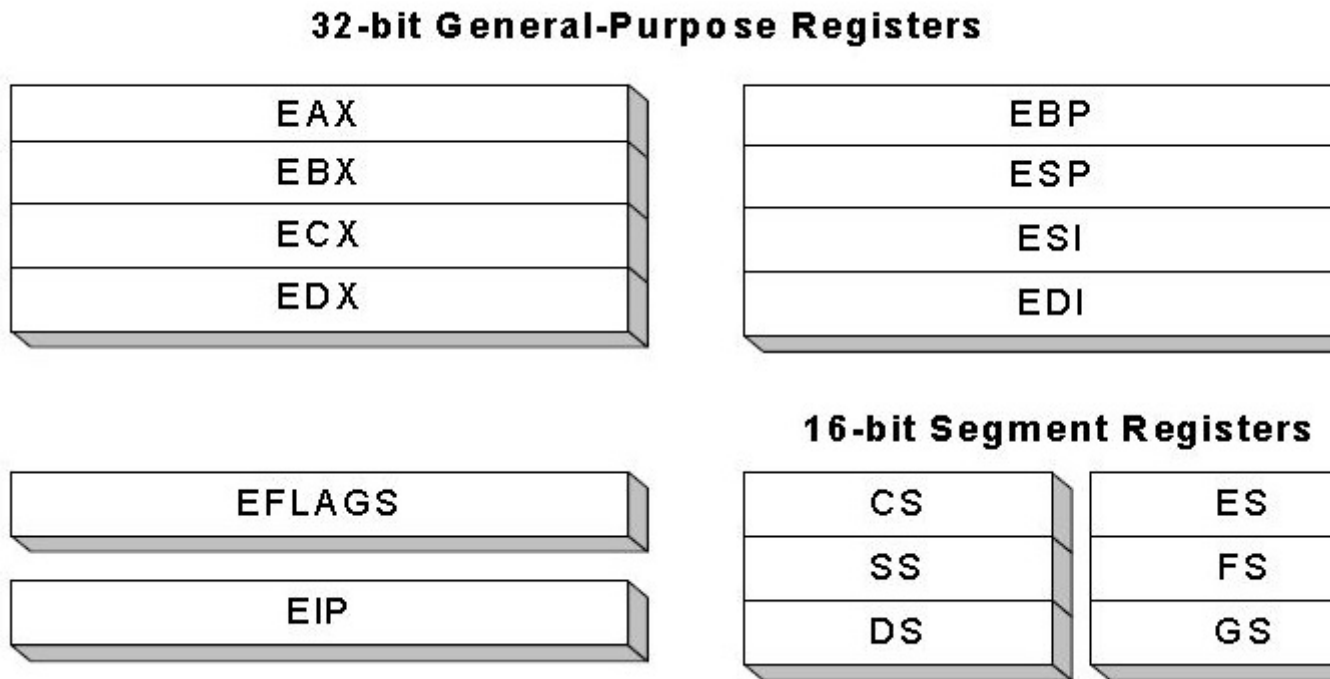 32-bit General-Purpose Registers
EAX
EBX
ECX
EDX
EBP
ESP
ESI
EDI
16-bit Segment Registers
EFLAGS
EIP
CS
SS
DS
ES
FS
GS